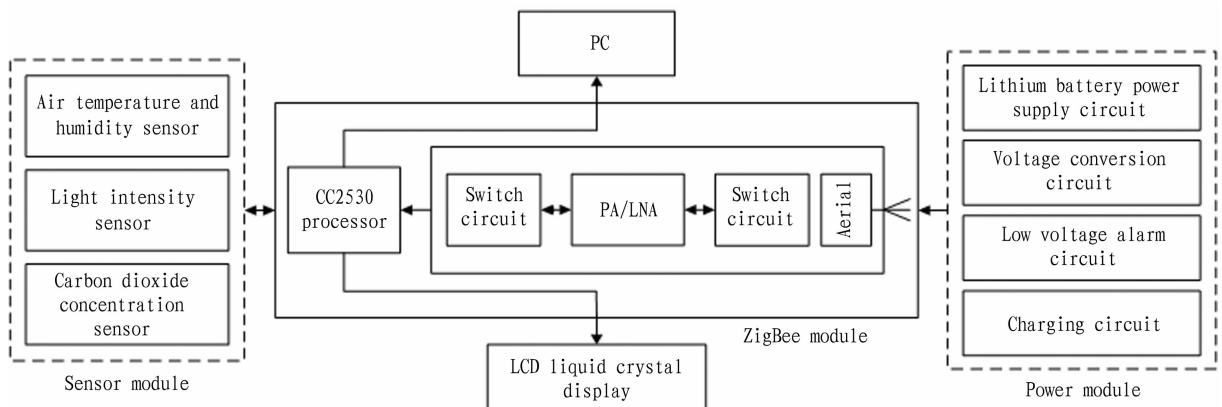 PC
Air temperature and
humidity sensor
Light intensity
sensor
Carbon dioxide
concentration
sensor
Sensor module
CC2530
processor
Switch
circuit
PA/LNA
Switch
circuit
Aerial
ZigBee module
LCD liquid crystal
display
Lithium battery power
supply circuit
Voltage conversion
circuit
Low voltage alarm
circuit
Charging circuit
Power module